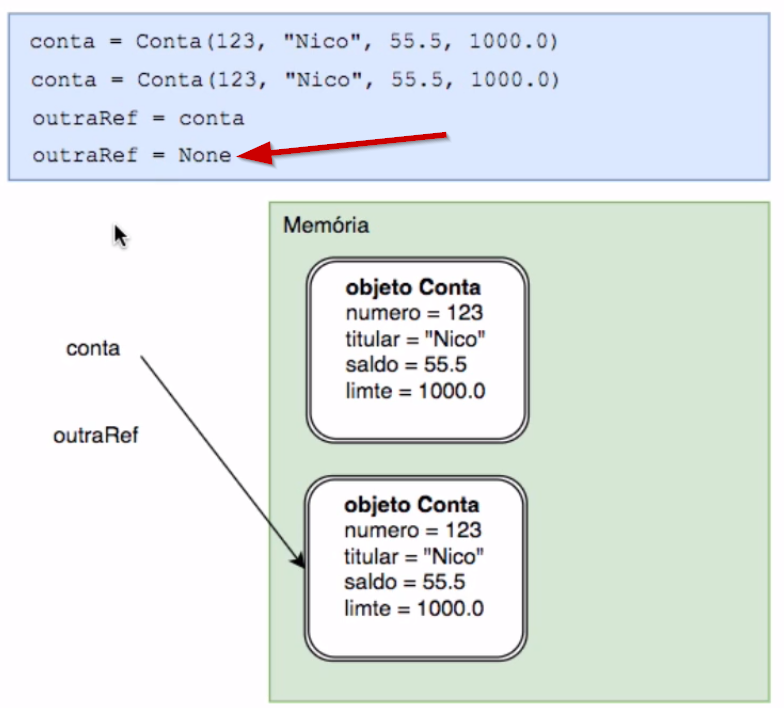 conta = Conta(123, "Nico", 55.5, 1000.0)
conta = Conta(123, "Nico", 55.5, 1000.0)
outraRef = conta
outraRef = None
Memória
objeto Conta
numero = 123
titular = "Nico"
saldo = 55.5
limte = 1000.0
conta
outraRef
objeto Conta
numero = 123
titular = "Nico"
saldo = 55.5
limte = 1000.0